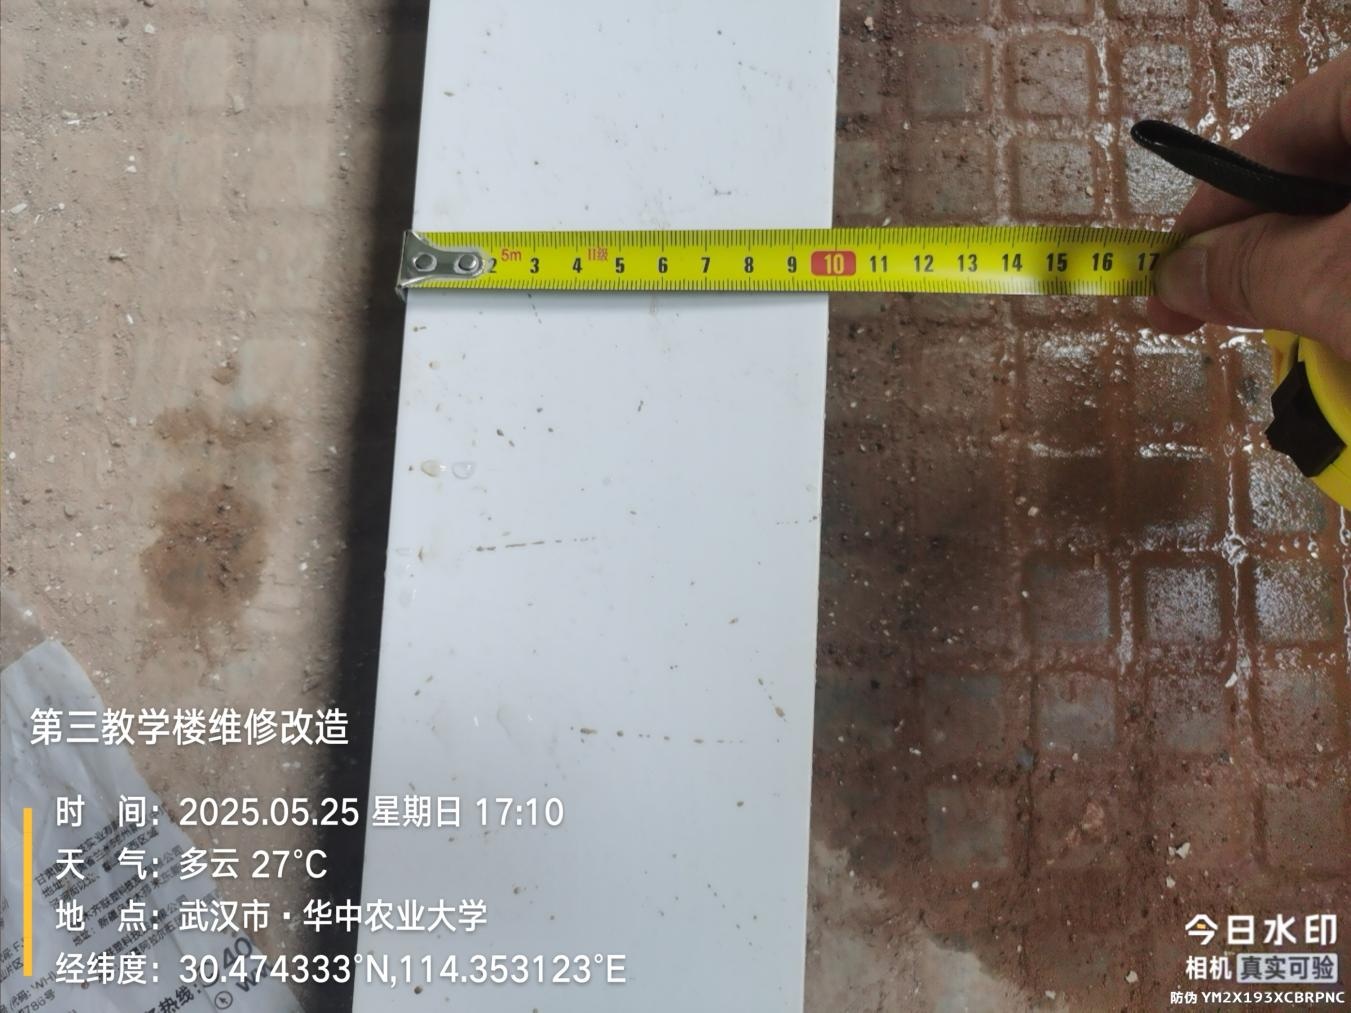 5m II级
2 3 4 5 6 7 8 9 10 11 12 13 14 15 16 17
第三教学楼维修改造
时 间：2025.05.25 星期日 17:10
天 气：多云 27°C
地 点：武汉市·华中农业大学
经纬度：30.474333°N,114.353123°E
今日水印
相机 真实可验
防伪 YM2X193XCBRPNC